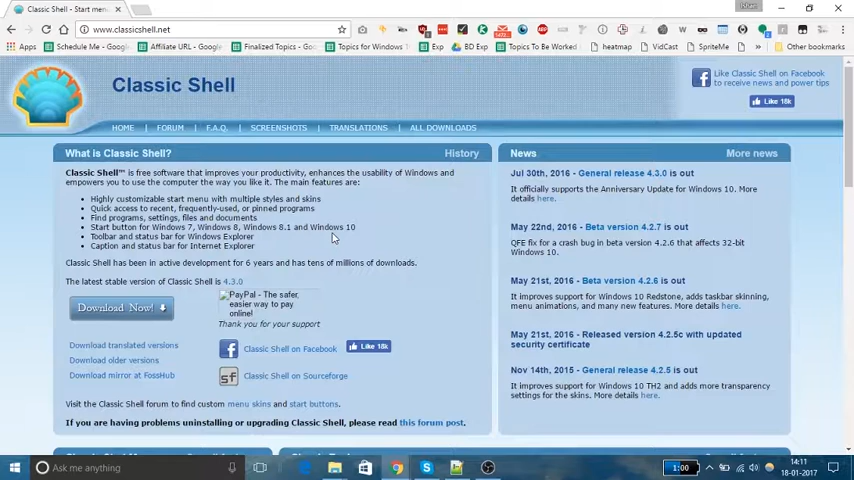 Classic Shell - Start men
Ishan
www.classicshell.net
Apps
Schedule Me - Googl
Affiliate URL - Googl
Finalized Topics - Go
Topics for Windows
Exp
BD Exp
Topics To Be Worked
heatmap
VidCast
SpriteMe
Other bookmarks
Classic Shell
Like Classic Shell on Facebook
to receive news and power tips
Like 18k
HOME | FORUM | F.A.Q. | SCREENSHOTS | TRANSLATIONS | ALL DOWNLOADS
What is Classic Shell?
History
Classic Shell™ is free software that improves your productivity, enhances the usability of Windows and
empowers you to use the computer the way you like it. The main features are:
Highly customizable start menu with multiple styles and skins
Quick access to recent, frequently-used, or pinned programs
Find programs, settings, files and documents
Start button for Windows 7, Windows 8, Windows 8.1 and Windows 10
Toolbar and status bar for Windows Explorer
Caption and status bar for Internet Explorer
Classic Shell has been in active development for 6 years and has tens of millions of downloads.
The latest stable version of Classic Shell is 4.3.0
Download Now!
PayPal - The safer,
easier way to pay
online!
Thank you for your support
Download translated versions
Download older versions
Download mirror at FossHub
Classic Shell on Facebook
Like 18k
sf
Classic Shell on Sourceforge
Visit the Classic Shell forum to find custom menu skins and start buttons.
If you are having problems uninstalling or upgrading Classic Shell, please read this forum post.
News
More news
Jul 30th, 2016 - General release 4.3.0 is out
It officially supports the Anniversary Update for Windows 10. More
Details here.
May 22nd, 2016 - Beta version 4.2.7 is out
QFE fix for a crash bug in beta version 4.2.6 that affects 32-bit
Windows 10.
May 21st, 2016 - Beta version 4.2.6 is out
It improves support for Windows 10 Redstone, adds taskbar skinning,
menu animations, and many new features. More details here.
May 21st, 2016 - Released version 4.2.5c with updated
security certificate
Nov 14th, 2015 - General release 4.2.5 is out
It improves support for Windows 10 TH2 and adds more transparency
settings for the skins. More details here.
Ask me anything
1:00
14:11
18-01-2017